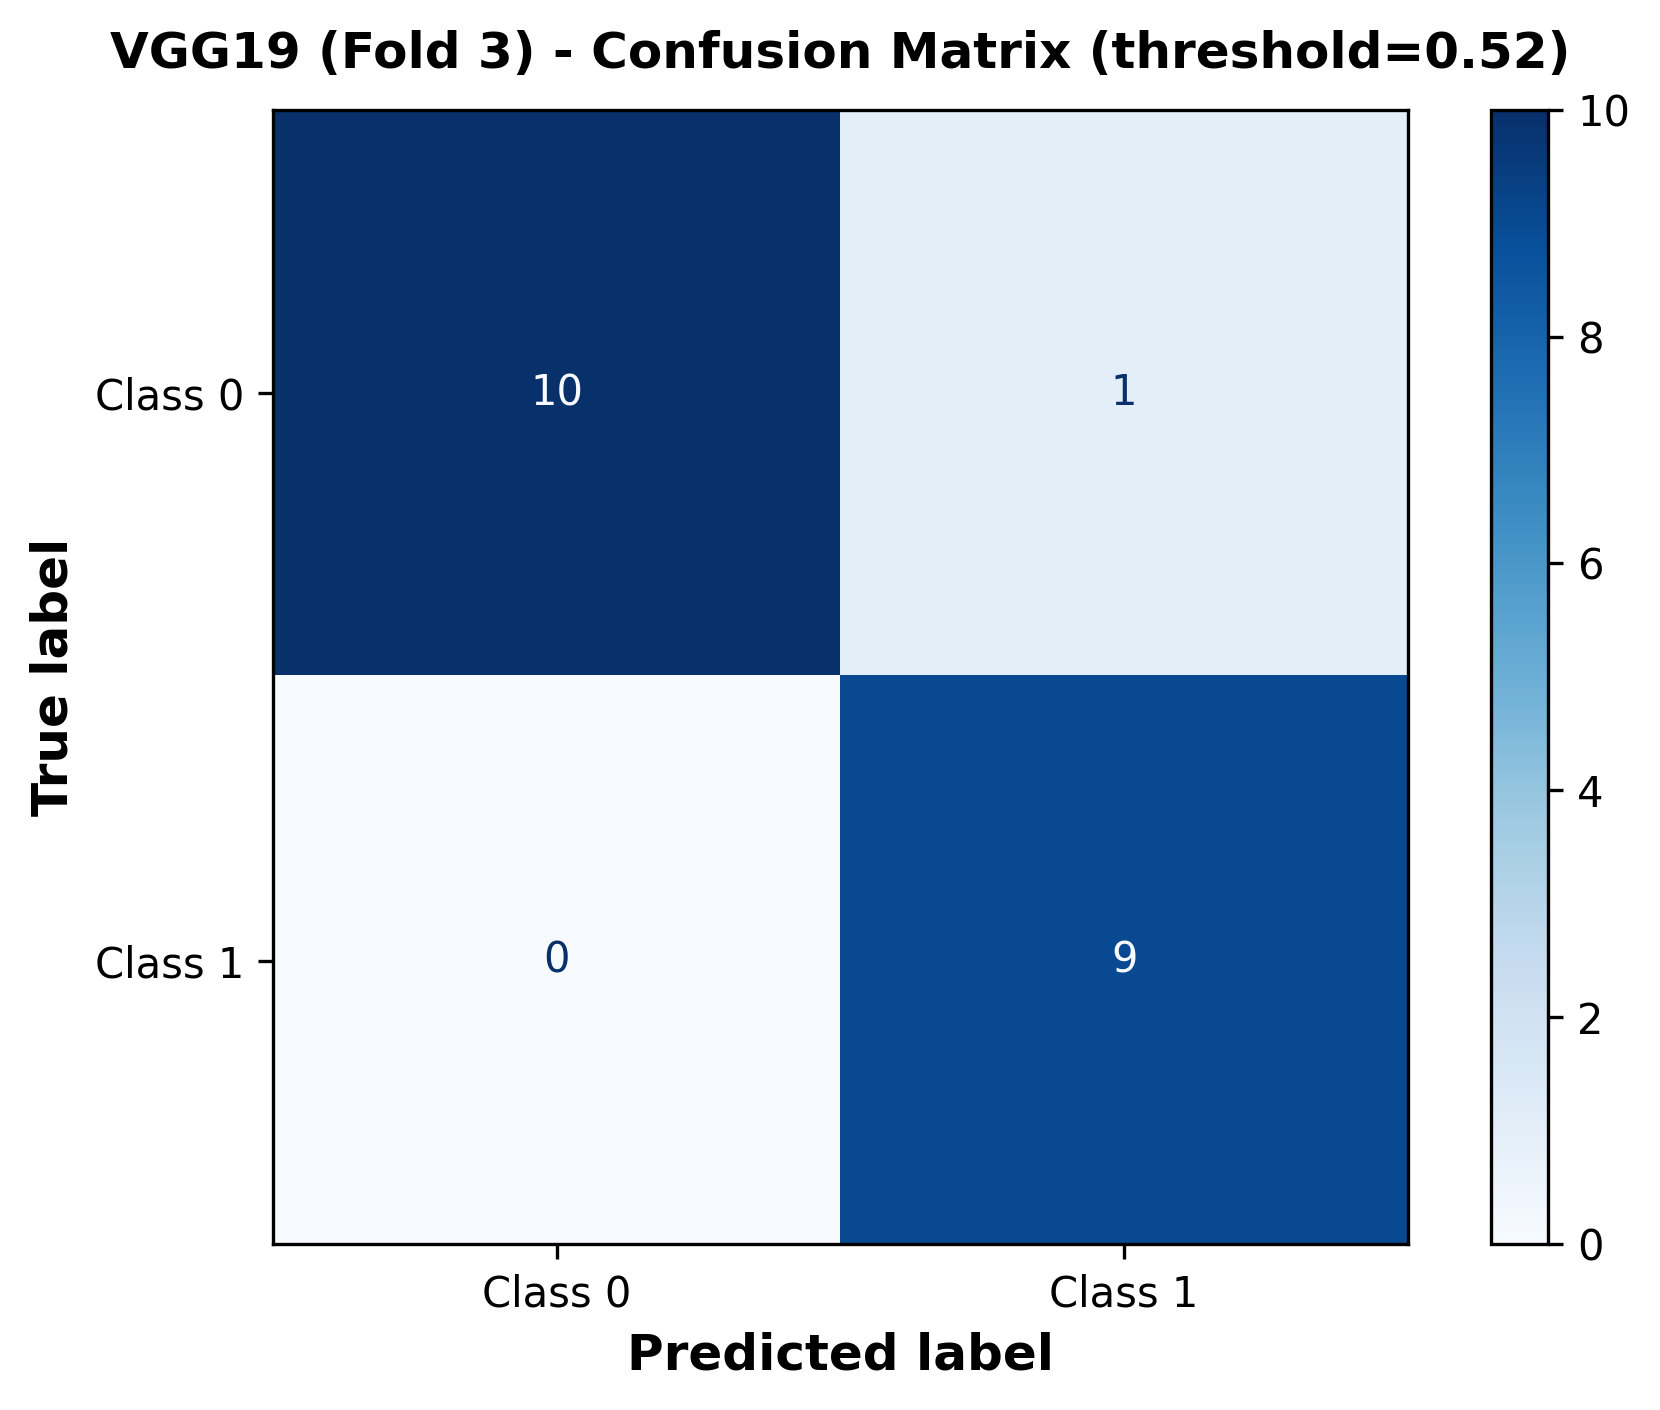 VGG19 (Fold 3) - Confusion Matrix (threshold=0.52)
True label
Class 0
Class 1
10
1
0
9
Class 0
Class 1
Predicted label
10
8
6
4
2
0